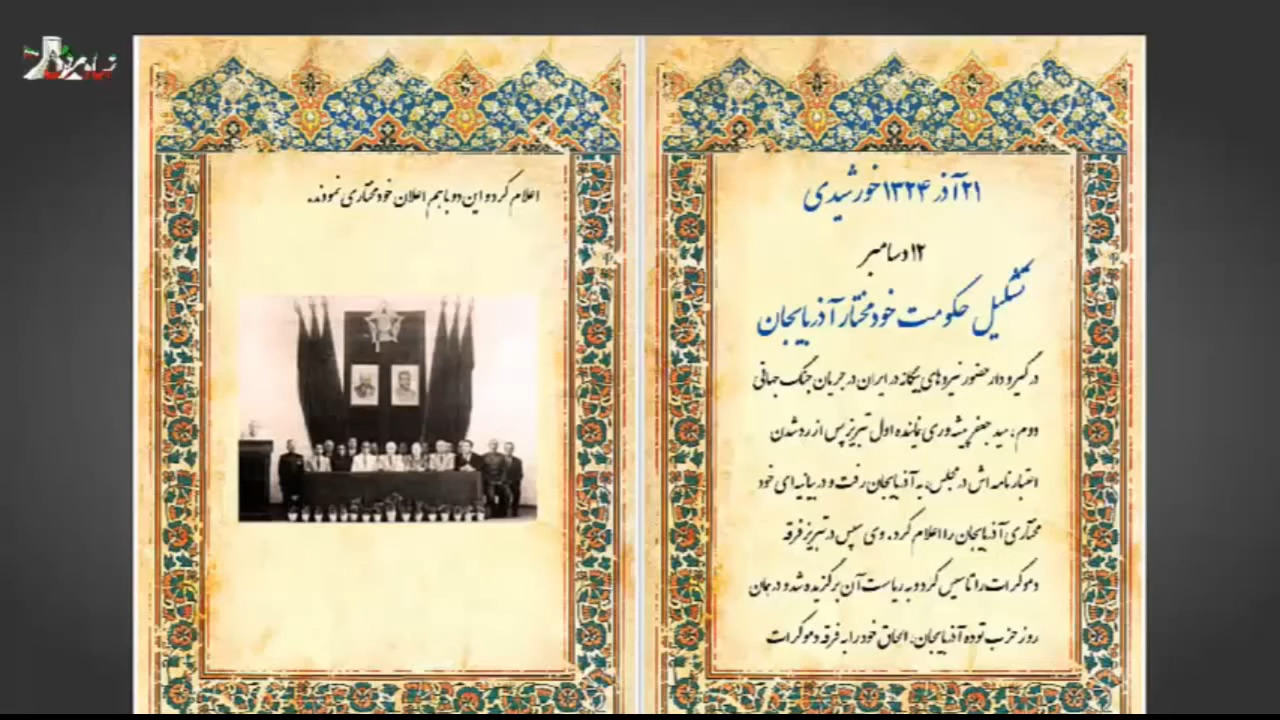 ۲۱ آذر ۱۳۲۴ خورشیدی
۱۲ دسامبر
تشکیل حکومت خودمختار آذربایجان
در گیرو دار حضور نیروهای بیگانه در ایران در جریان جنگ جهانی
دوم، سید جعفر پیشه وری نماینده اول تبریز پس از رد شدن
اعتبارنامه اش در مجلس، به آذربایجان رفت و در بیانیه ای خود
مختاری آذربایجان را اعلام کرد. وی سپس در تبریز فرقه
دموکرات را تاسیس کرد و به ریاست آن برگزیده شد و در همان
روز حزب توده آذربایجان، الحاق خود را به فرقه دموکرات
اعلام کرد و این دو با هم اعلان خودمختاری نمودند.